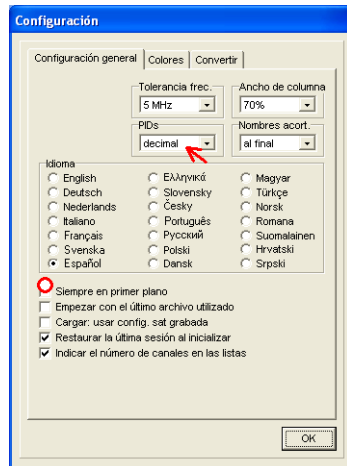 Configuración
Configuración general Colores Convertir
Tolerancia frec. Ancho de columna
5 MHz 70%
PIDs Nombres acort.
decimal al final
Idioma
English Ελληνικά Magyar
Deutsch Slovensky Türkçe
Nederlands Česky Norsk
Italiano Português Romana
Français Русский Suomalainen
Svenska Polski Hrvatski
Español Dansk Srpski
Siempre en primer plano
Empezar con el último archivo utilizado
Cargar: usar config. sat grabada
Restaurar la última sesión al inicializar
Indicar el número de canales en las listas
OK